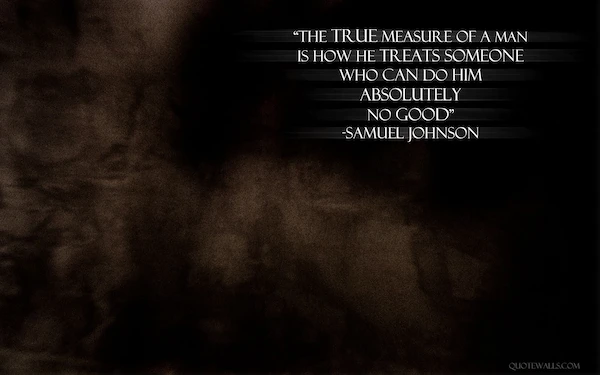 “THE TRUE MEASURE OF A MAN
IS HOW HE TREATS SOMEONE
WHO CAN DO HIM
ABSOLUTELY
NO GOOD”
-SAMUEL JOHNSON
QUOTEWALLS.COM